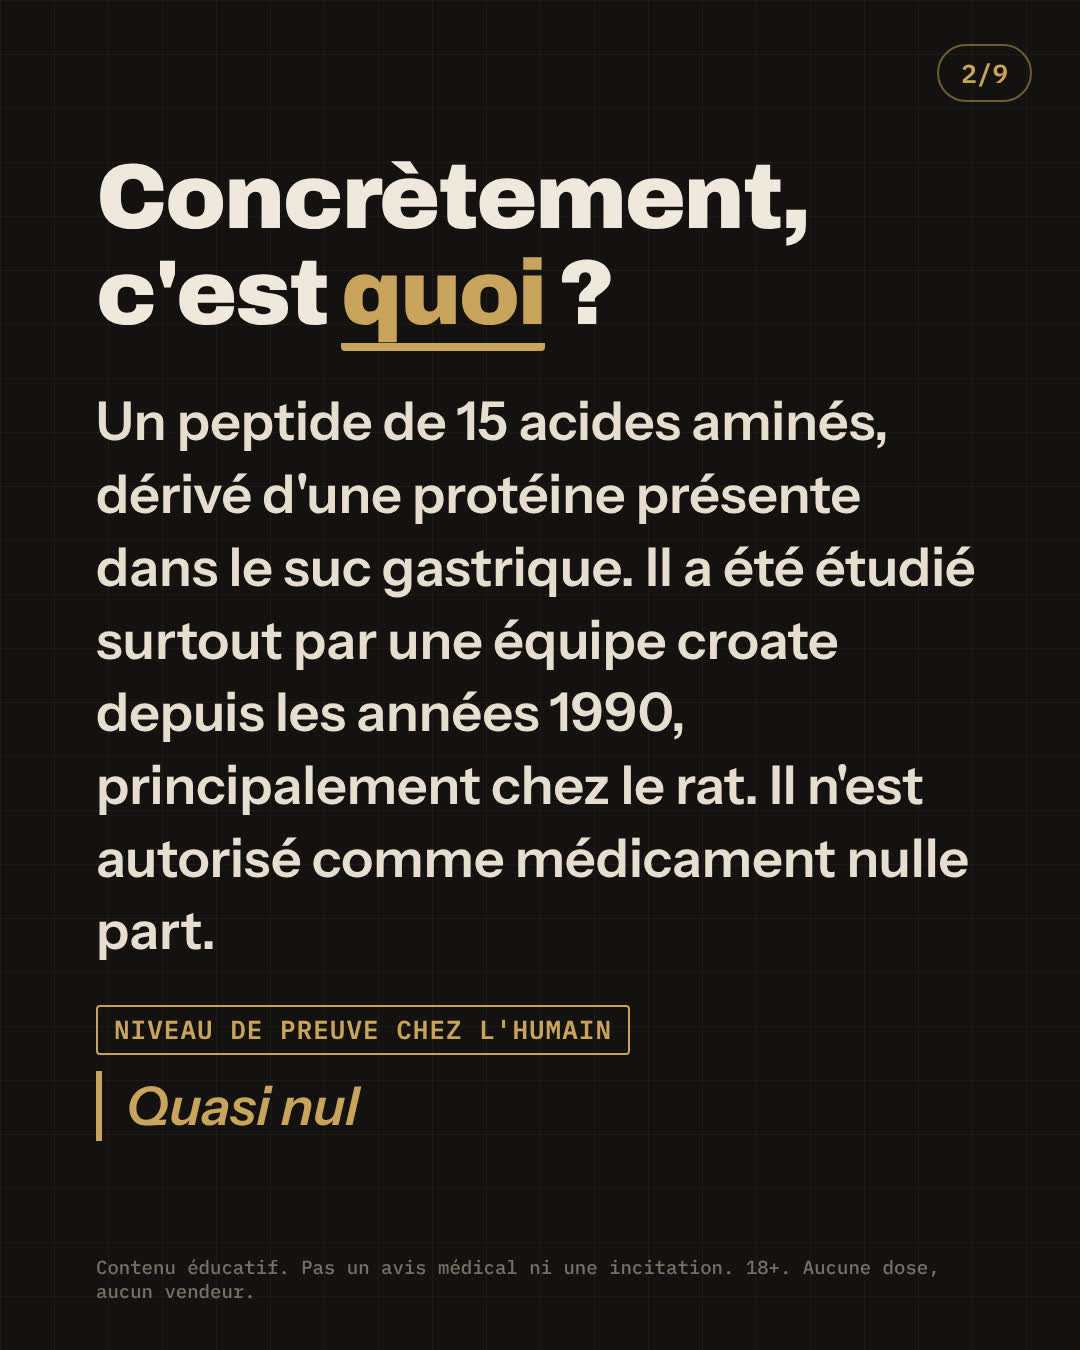 2/9
Concrètement,
c'est quoi ?
Un peptide de 15 acides aminés,
dérivé d'une protéine présente
dans le suc gastrique. Il a été étudié
surtout par une équipe croate
depuis les années 1990,
principalement chez le rat. Il n'est
autorisé comme médicament nulle
part.
NIVEAU DE PREUVE CHEZ L'HUMAIN
Quasi nul
Contenu éducatif. Pas un avis médical ni une incitation. 18+. Aucune dose,
aucun vendeur.